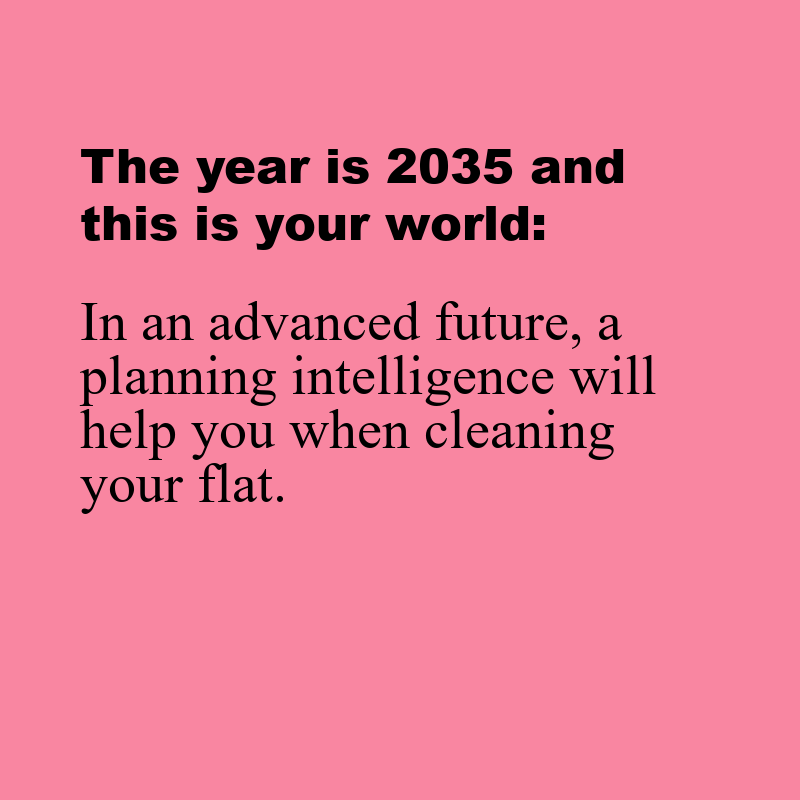 The year is 2035 and
this is your world:
In an advanced future, a
planning intelligence will
help you when cleaning
your flat.